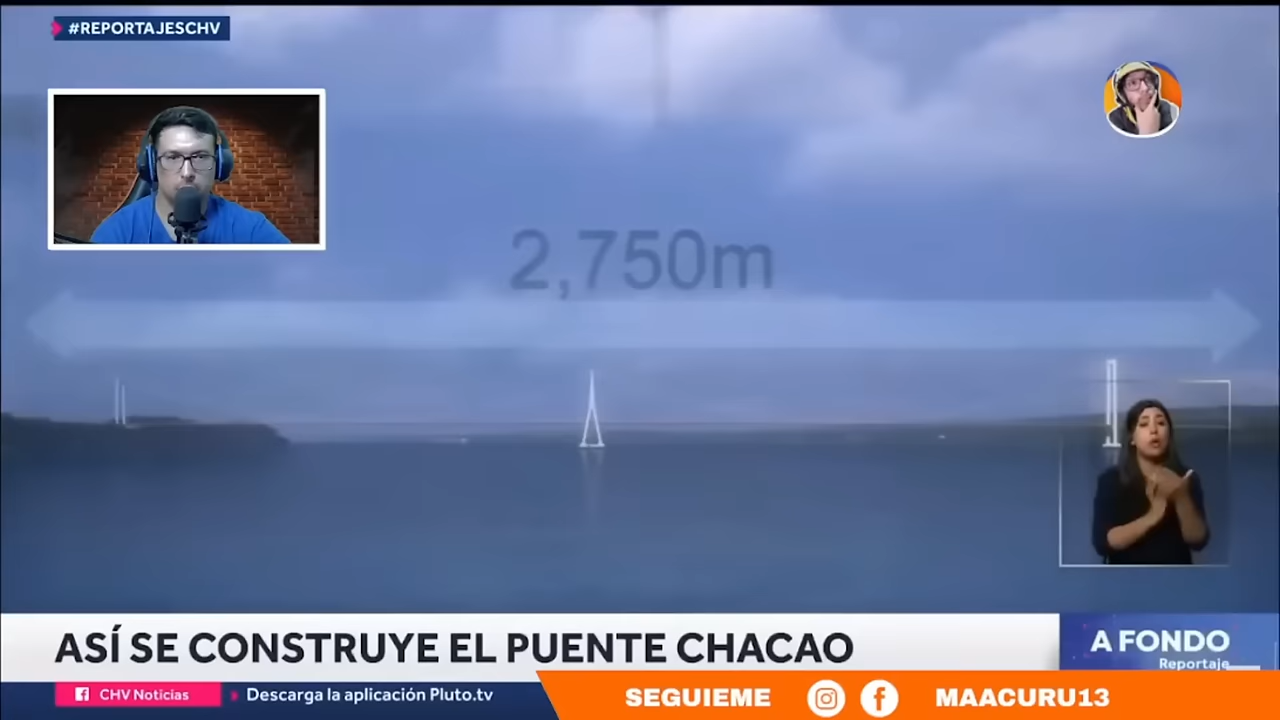 #REPORTAJESCHV
2,750m
ASÍ SE CONSTRUYE EL PUENTE CHACAO
A FONDO
Reportaje
CHV Noticias
Descarga la aplicación Pluto.tv
SEGUIEME
MAACURU13